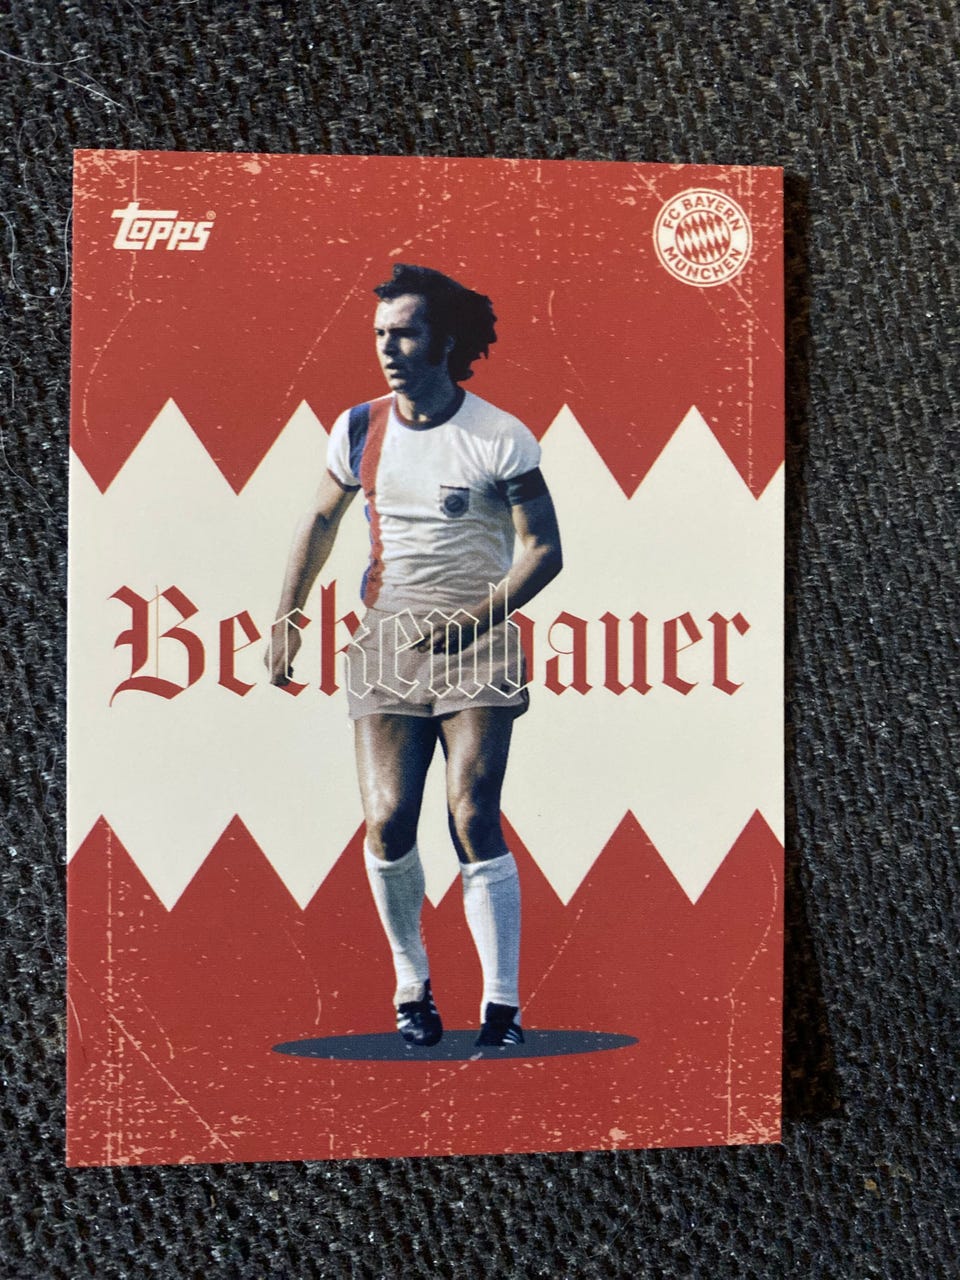 topps®
FC BAYERN
MÜNCHEN
Beckenbauer